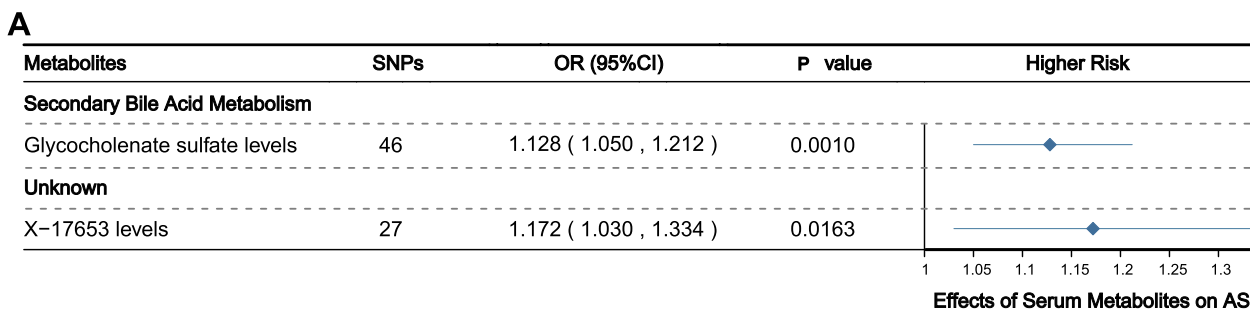 A
Metabolites SNPs OR (95%CI) P value Higher Risk
Secondary Bile Acid Metabolism
Glycocholenate sulfate levels 46 1.128 ( 1.050 , 1.212 ) 0.0010
Unknown
X−17653 levels 27 1.172 ( 1.030 , 1.334 ) 0.0163
1 1.05 1.1 1.15 1.2 1.25 1.3
Effects of Serum Metabolites on AS